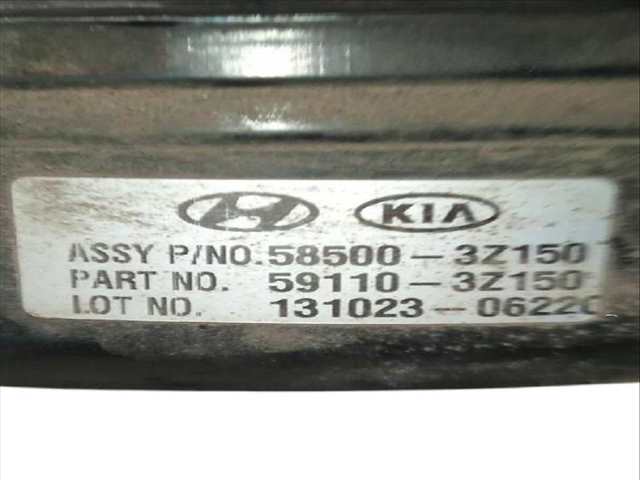 KIA
ASSY P/NO. 58500-3Z150
PART NO. 59110-3Z150
LOT NO. 131023-0622